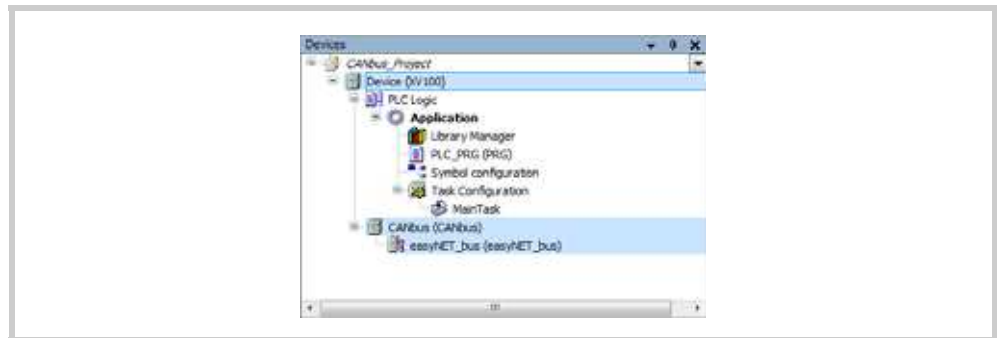 Devices
CANbus_Project
Device (XV100)
PLC Logic
Application
Library Manager
PLC_PRG (PRG)
Symbol configuration
Task Configuration
MainTask
CANbus (CANbus)
easyNET_bus (easyNET_bus)